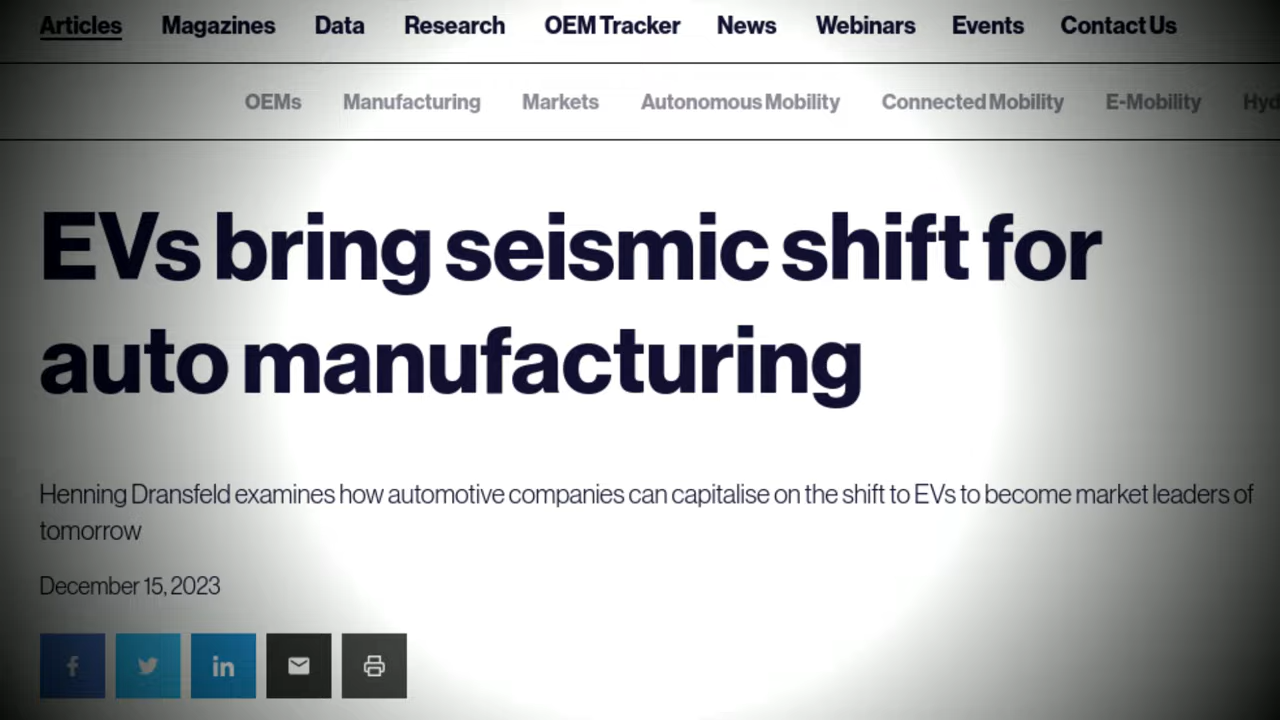 Articles Magazines Data Research OEM Tracker News Webinars Events Contact Us
OEMs Manufacturing Markets Autonomous Mobility Connected Mobility E-Mobility
EVs bring seismic shift for
auto manufacturing
Henning Dransfeld examines how automotive companies can capitalise on the shift to EVs to become market leaders of
tomorrow
December 15, 2023